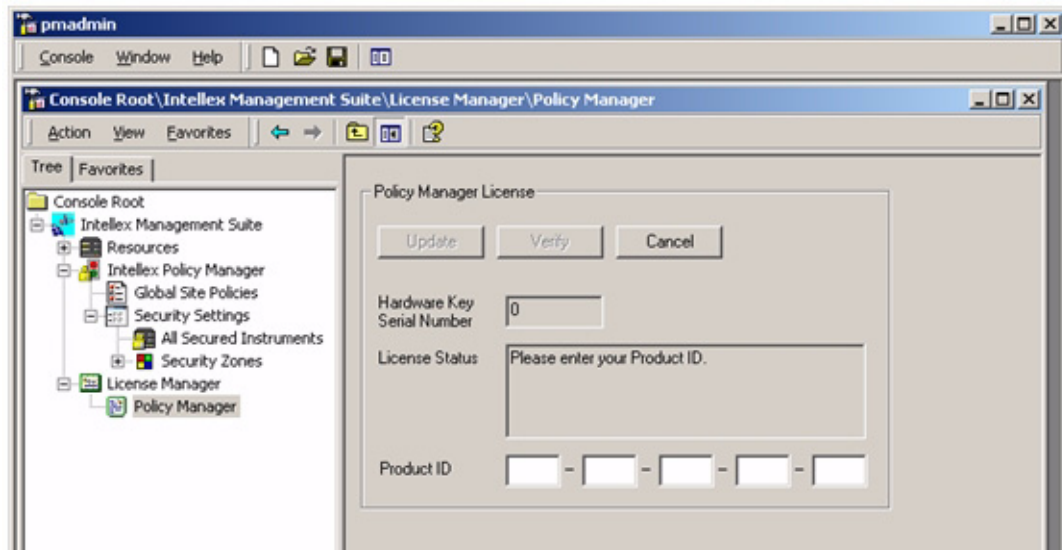 pmadmin
Console Window Help
Console Root\Intellex Management Suite\License Manager\Policy Manager
Action View Favorites
Tree Favorites
Console Root
Intellex Management Suite
Resources
Intellex Policy Manager
Global Site Policies
Security Settings
All Secured Instruments
Security Zones
License Manager
Policy Manager
Policy Manager License
Update Verify Cancel
Hardware Key
Serial Number
0
License Status
Please enter your Product ID.
Product ID - - - -